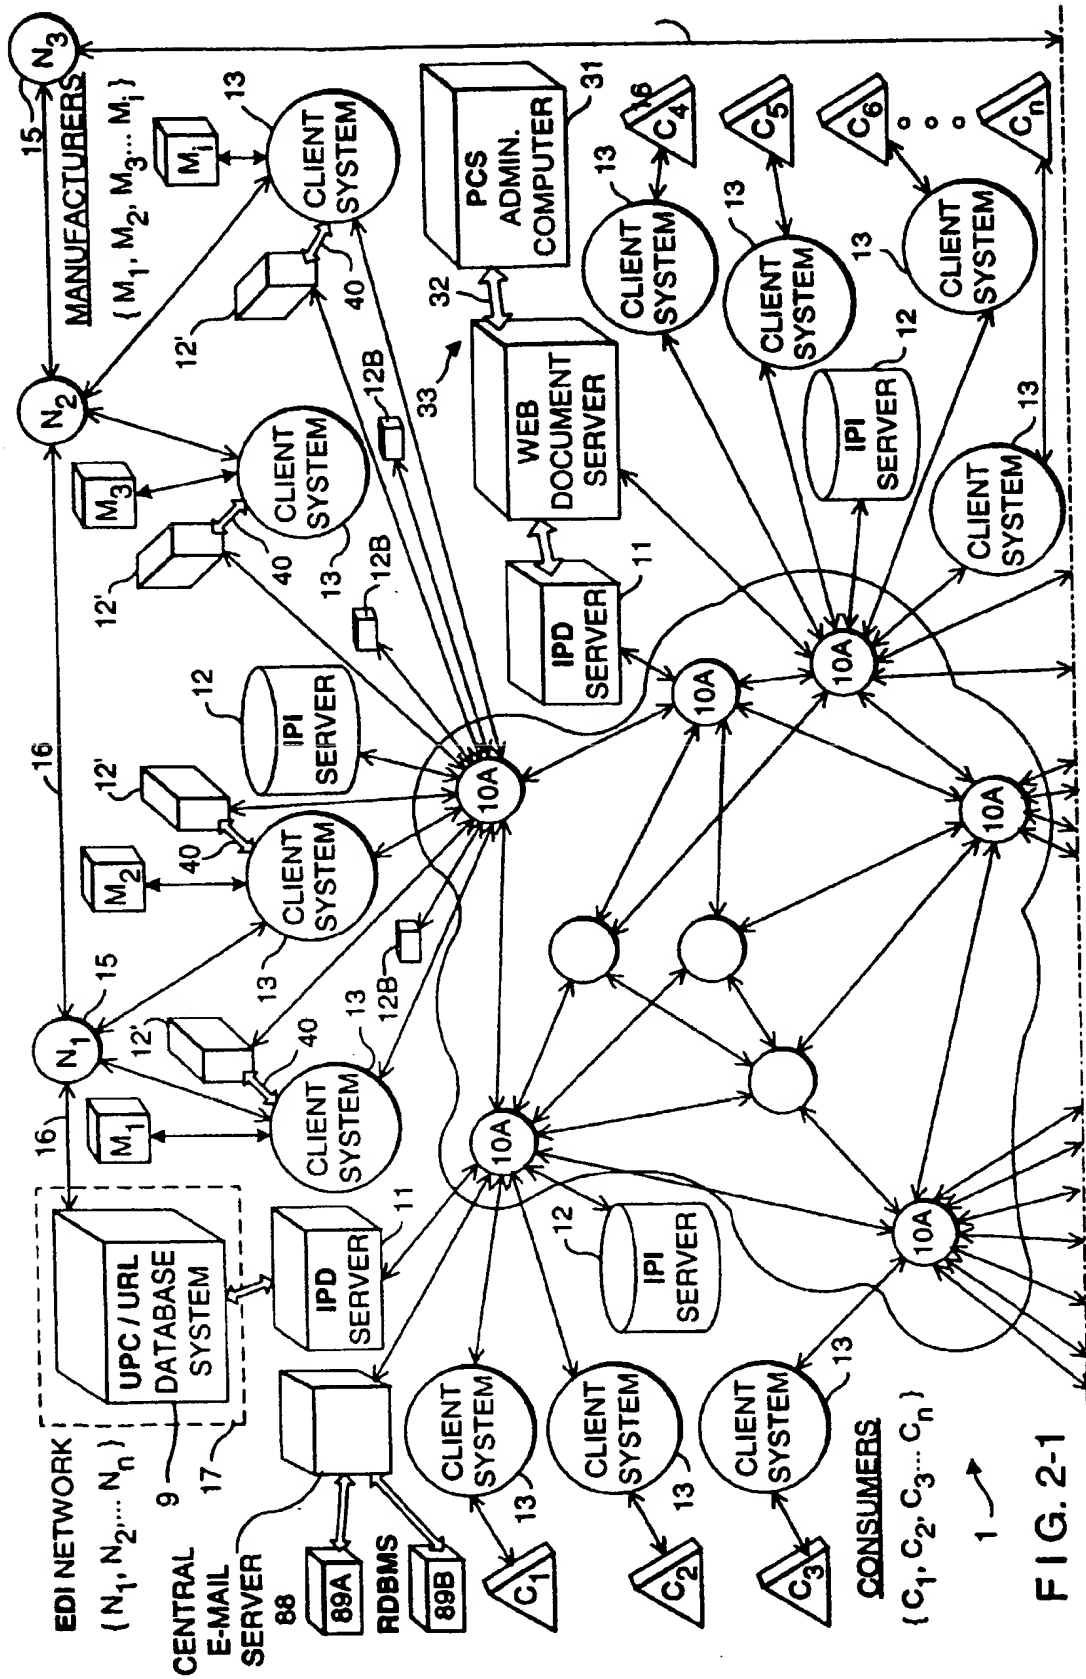 EDI NETWORK
{N1, N2,... Nn}
9
17
UPC / URL
DATABASE
SYSTEM
16
N1
15
16
N2
15
N3
MANUFACTURERS
{M1, M2, M3... Mi}
CENTRAL
E-MAIL
SERVER
88
89A
RDBMS
89B
IPD
SERVER
11
M1
12'
40
13
CLIENT
SYSTEM
12B
M2
12'
40
13
CLIENT
SYSTEM
12
IPI
SERVER
12B
M3
12'
40
13
CLIENT
SYSTEM
12B
Mi
12'
40
13
CLIENT
SYSTEM
10A
10A
10A
10A
10A
10A
IPD
SERVER
11
WEB
DOCUMENT
SERVER
33
32
PCS
ADMIN.
COMPUTER
31
C1
CLIENT
SYSTEM
13
C2
CLIENT
SYSTEM
13
C3
CLIENT
SYSTEM
13
12
IPI
SERVER
13
CLIENT
SYSTEM
16
C4
13
CLIENT
SYSTEM
C5
13
CLIENT
SYSTEM
C6
12
IPI
SERVER
13
CLIENT
SYSTEM
Cn
CONSUMERS
{C1, C2, C3... Cn}
1
FIG. 2-1